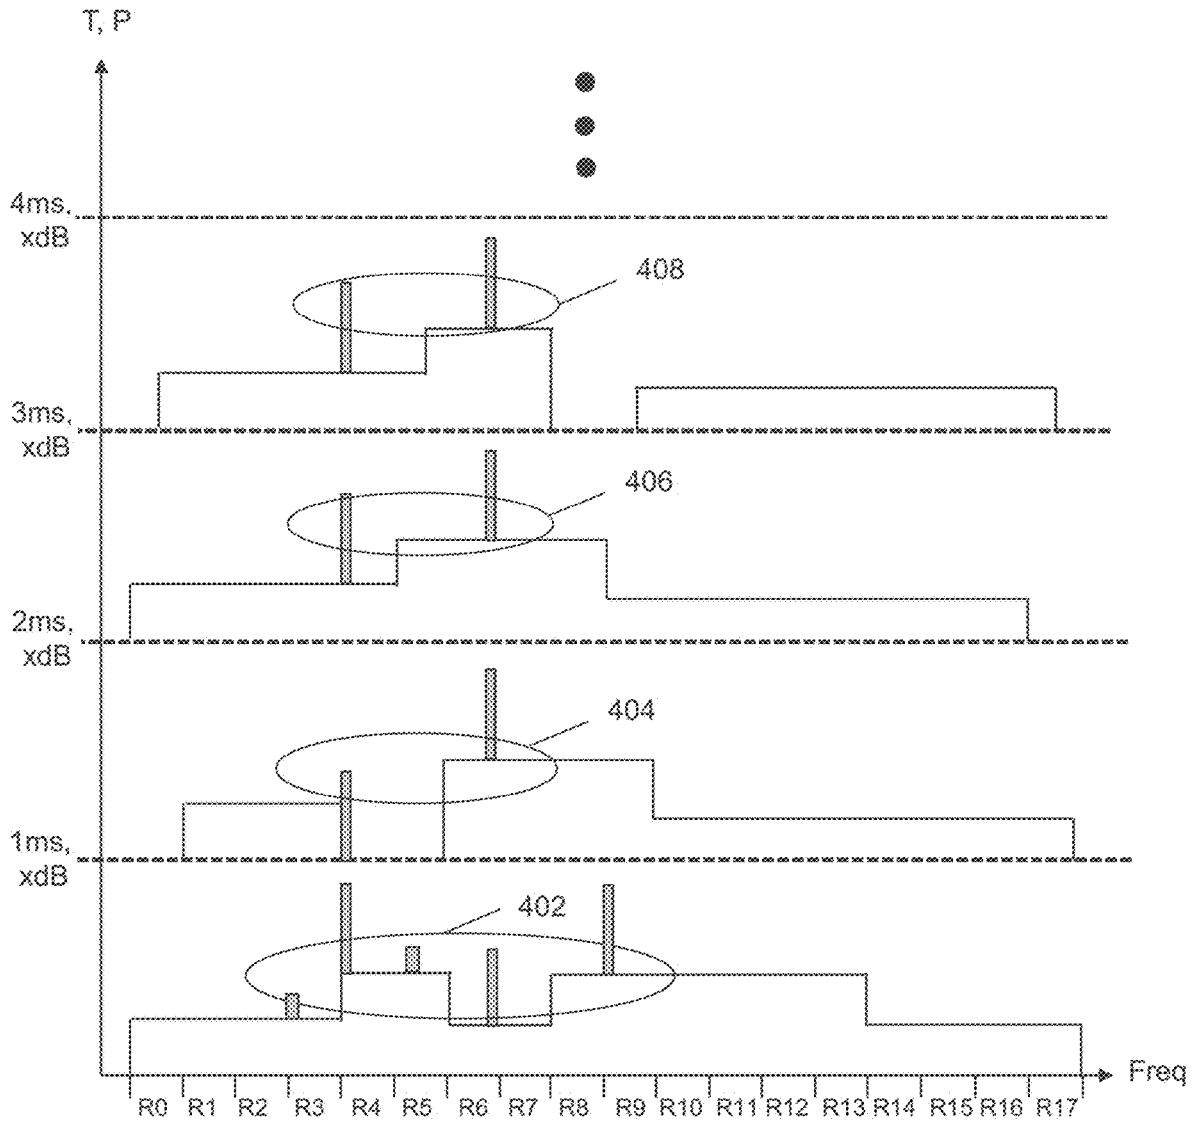 T, P
4ms,
xdB
408
3ms,
xdB
406
2ms,
xdB
404
1ms,
xdB
402
Freq
R0 R1 R2 R3 R4 R5 R6 R7 R8 R9 R10 R11 R12 R13 R14 R15 R16 R17